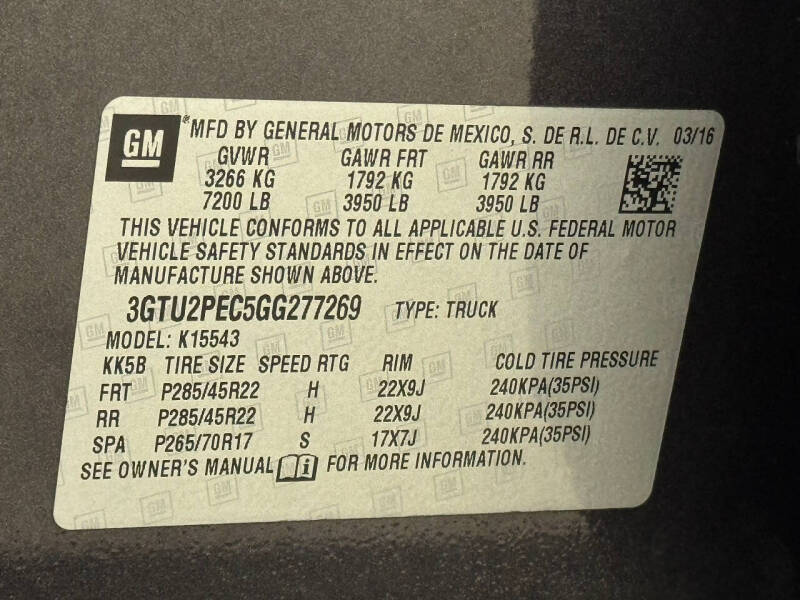 GM MFD BY GENERAL MOTORS DE MEXICO, S. DE R.L. DE C.V. 03/16
GVWR GAWR FRT GAWR RR
3266 KG 1792 KG 1792 KG
7200 LB 3950 LB 3950 LB
THIS VEHICLE CONFORMS TO ALL APPLICABLE U.S. FEDERAL MOTOR
VEHICLE SAFETY STANDARDS IN EFFECT ON THE DATE OF
MANUFACTURE SHOWN ABOVE.
3GTU2PEC5GG277269 TYPE: TRUCK
MODEL: K15543
KK5B TIRE SIZE SPEED RTG RIM COLD TIRE PRESSURE
FRT P285/45R22 H 22X9J 240KPA(35PSI)
RR P285/45R22 H 22X9J 240KPA(35PSI)
SPA P265/70R17 S 17X7J 240KPA(35PSI)
SEE OWNER'S MANUAL FOR MORE INFORMATION.